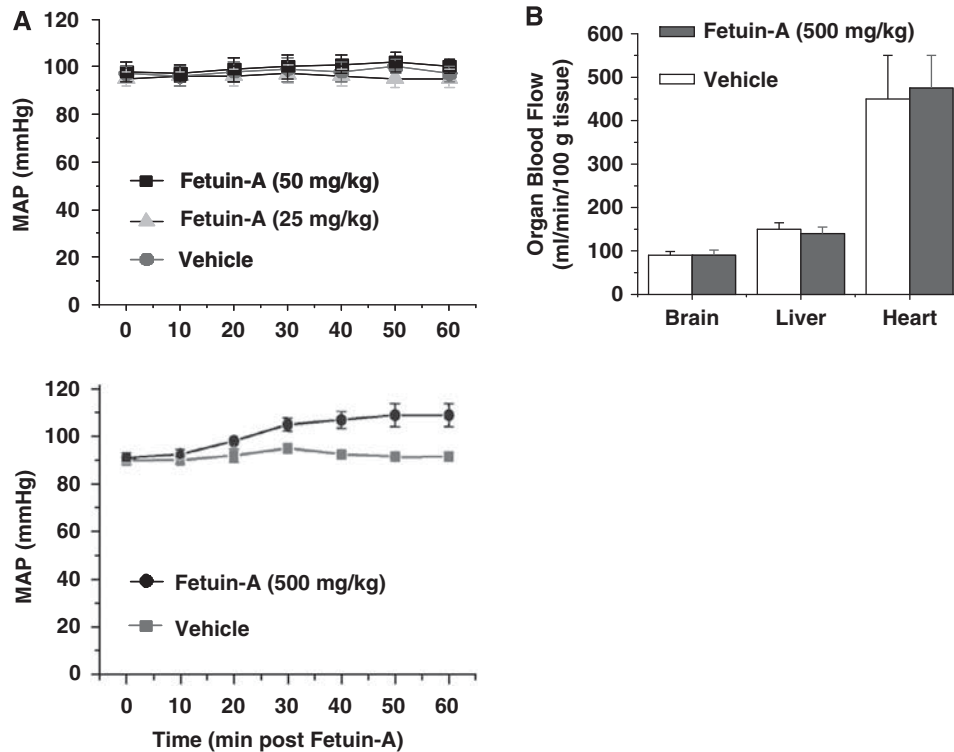 A
120
100
80
60
40
20
0
MAP (mmHg)
Fetuin-A (50 mg/kg)
Fetuin-A (25 mg/kg)
Vehicle
0 10 20 30 40 50 60
120
100
80
60
40
20
0
MAP (mmHg)
Fetuin-A (500 mg/kg)
Vehicle
0 10 20 30 40 50 60
Time (min post Fetuin-A)
B
Fetuin-A (500 mg/kg)
Vehicle
600
500
450
300
200
150
100
50
0
Organ Blood Flow
(ml/min/100 g tissue)
Brain Liver Heart